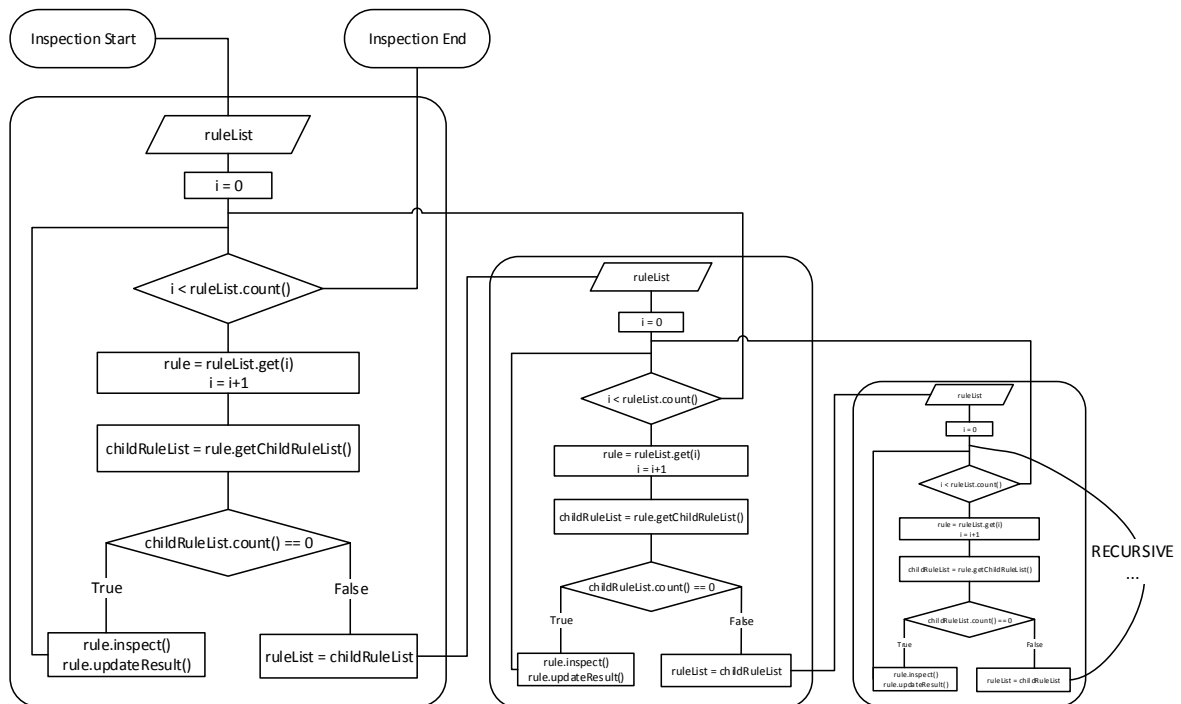 Inspection Start
Inspection End
ruleList
i = 0
i < ruleList.count()
rule = ruleList.get(i)
i = i+1
childRuleList = rule.getChildRuleList()
childRuleList.count() == 0
True
False
rule.inspect()
rule.updateResult()
ruleList = childRuleList
ruleList
i = 0
i < ruleList.count()
rule = ruleList.get(i)
i = i+1
childRuleList = rule.getChildRuleList()
childRuleList.count() == 0
True
False
rule.inspect()
rule.updateResult()
ruleList = childRuleList
ruleList
i = 0
i < ruleList.count()
rule = ruleList.get(i)
i = i+1
childRuleList = rule.getChildRuleList()
childRuleList.count() == 0
True
False
rule.inspect()
rule.updateResult()
ruleList = childRuleList
RECURSIVE
...